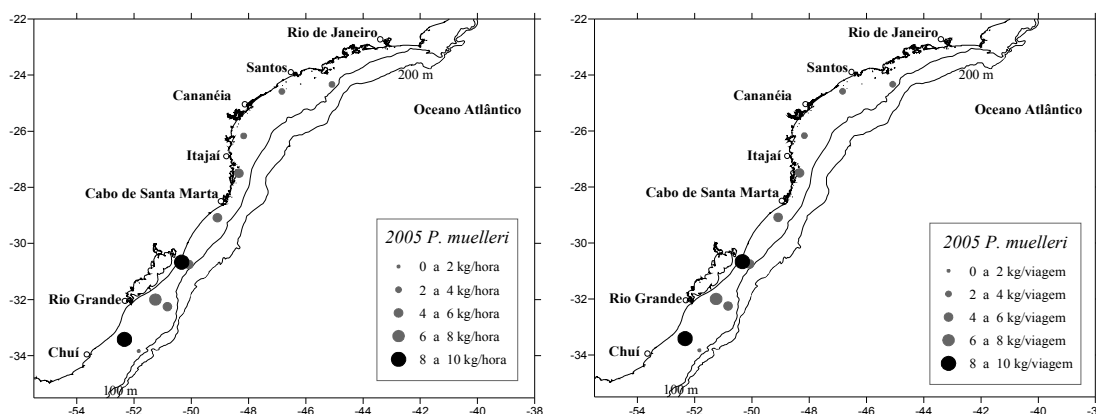 -22
-24
-26
-28
-30
-32
-34
Rio de Janeiro
Santos
200 m
Cananéia
Oceano Atlântico
Itajaí
Cabo de Santa Marta
Rio Grande
Chuí
100 m
2005 P. muelleri
0 a 2 kg/hora
2 a 4 kg/hora
4 a 6 kg/hora
6 a 8 kg/hora
8 a 10 kg/hora
-54 -52 -50 -48 -46 -44 -42 -40 -38
-22
-24
-26
-28
-30
-32
-34
Rio de Janeiro
Santos
200 m
Cananéia
Oceano Atlântico
Itajaí
Cabo de Santa Marta
Rio Grande
Chuí
100 m
2005 P. muelleri
0 a 2 kg/viagem
2 a 4 kg/viagem
4 a 6 kg/viagem
6 a 8 kg/viagem
8 a 10 kg/viagem
-54 -52 -50 -48 -46 -44 -42 -40 -38